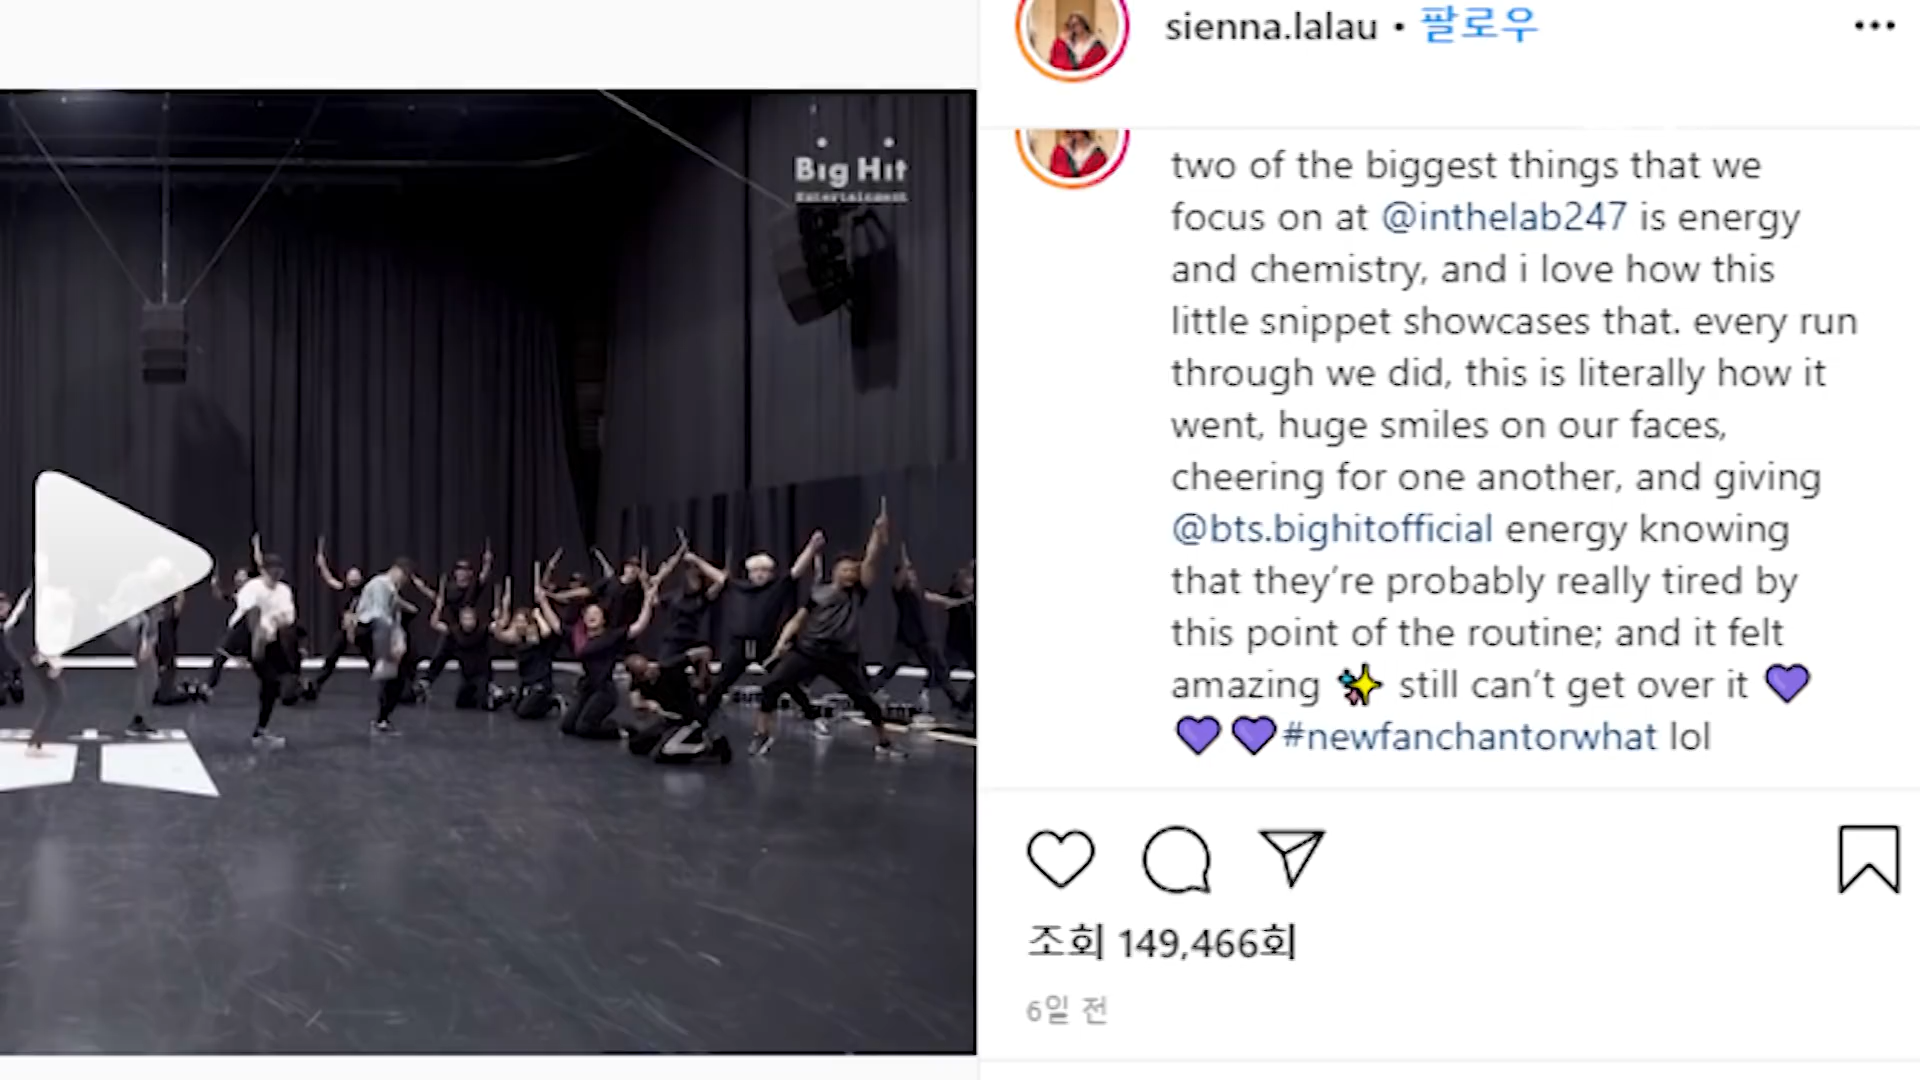 Big Hit
Entertainment
sienna.lalau • 팔로우
two of the biggest things that we
focus on at @inthelab247 is energy
and chemistry, and i love how this
little snippet showcases that. every run
through we did, this is literally how it
went, huge smiles on our faces,
cheering for one another, and giving
@bts.bighitofficial energy knowing
that they’re probably really tired by
this point of the routine; and it felt
amazing ✨ still can’t get over it 💜
💜💜#newfanchantorwhat lol
조회 149,466회
6일 전